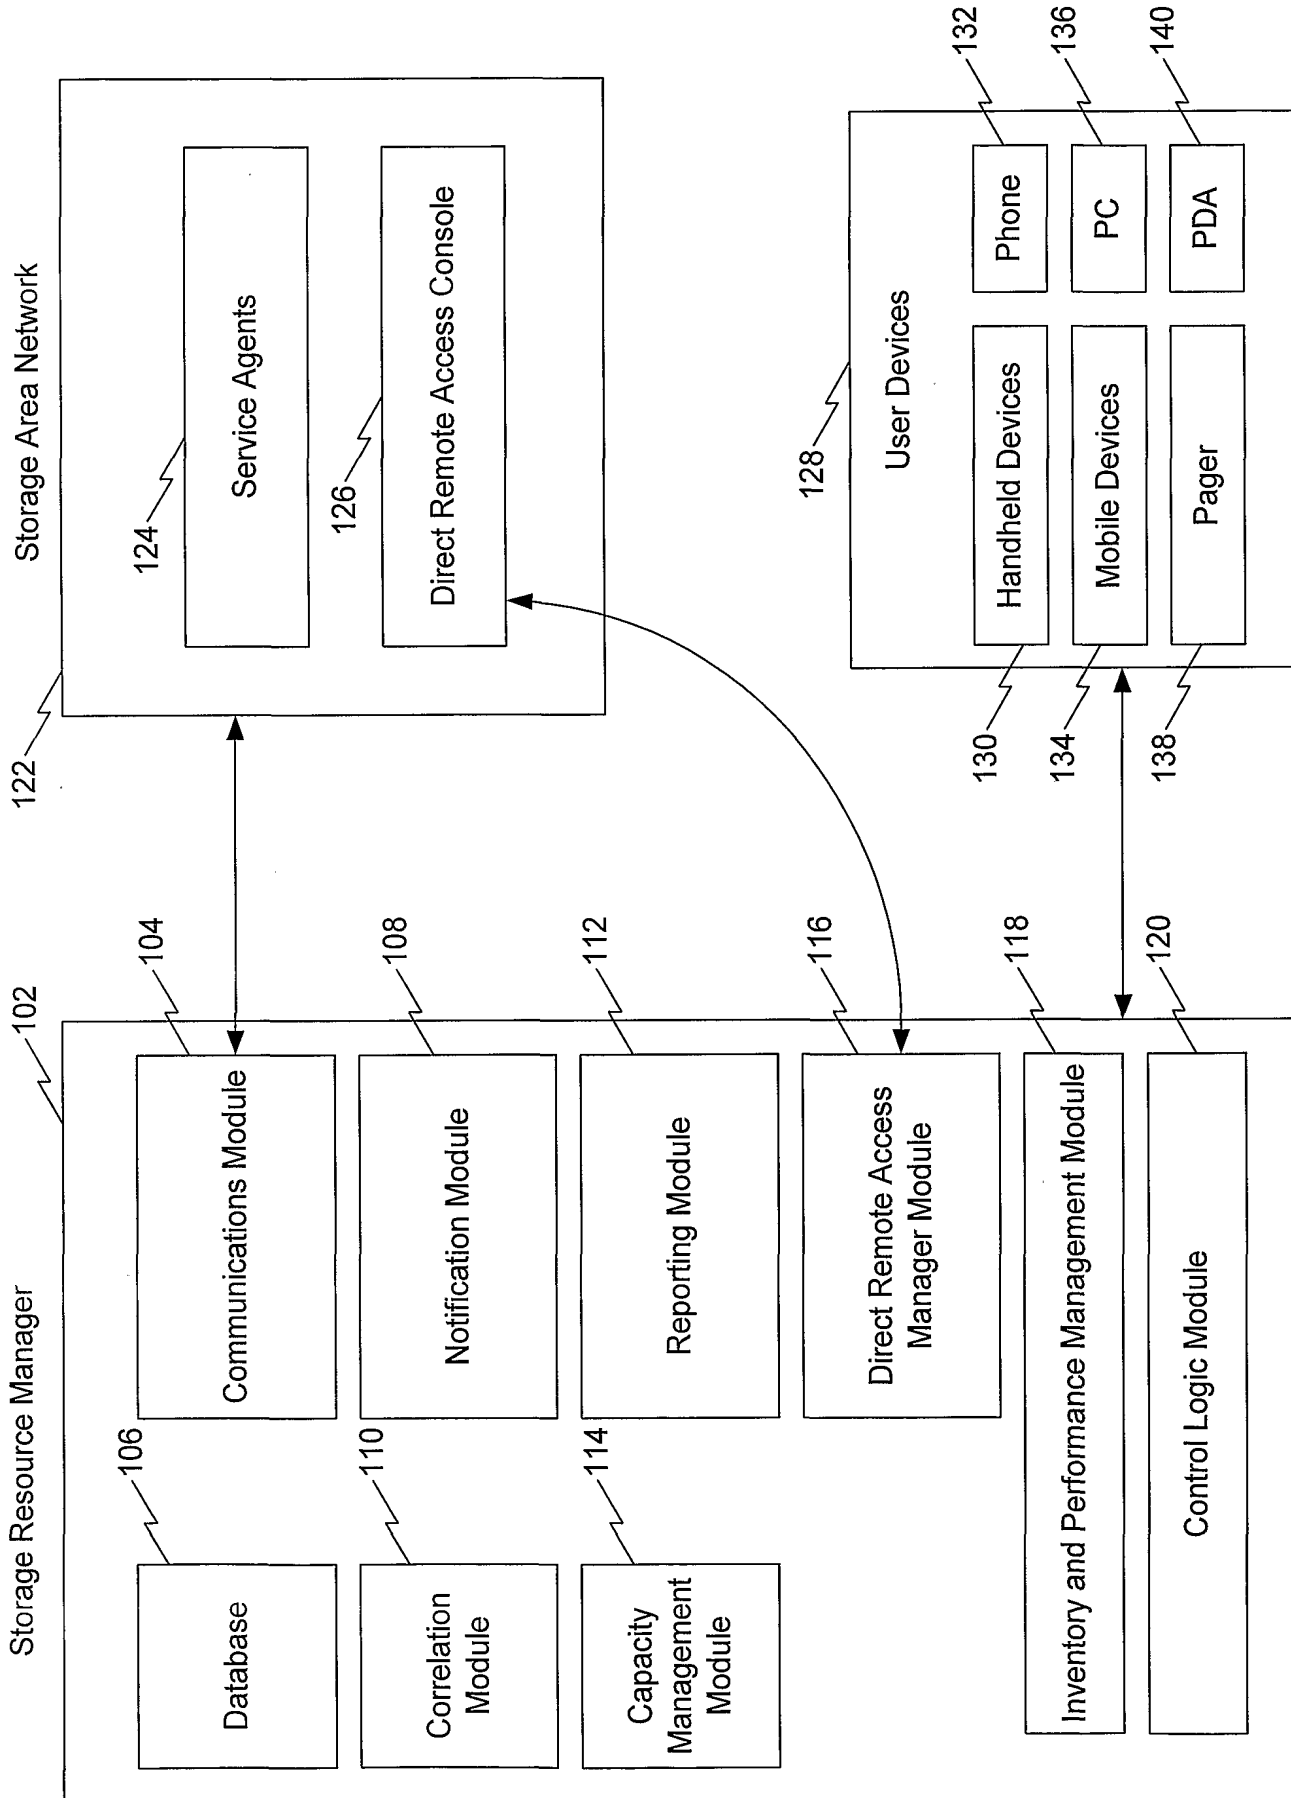 Storage Resource Manager
102
106
Database
104
Communications Module
110
Correlation
Module
108
Notification Module
114
Capacity
Management
Module
112
Reporting Module
116
Direct Remote Access
Manager Module
118
Inventory and Performance Management Module
120
Control Logic Module
Storage Area Network
122
124
Service Agents
126
Direct Remote Access Console
128
User Devices
130
Handheld Devices
132
Phone
134
Mobile Devices
136
PC
138
Pager
140
PDA